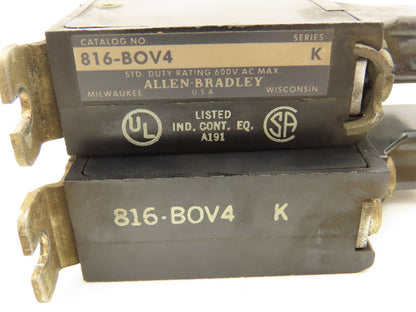 CATALOG NO. SERIES
816-BOV4 K
STD. DUTY RATING 600V. AC MAX.
ALLEN-BRADLEY
MILWAUKEE U S A WISCONSIN
UL LISTED SA
IND. CONT. EQ.
A191
816-BOV4 K